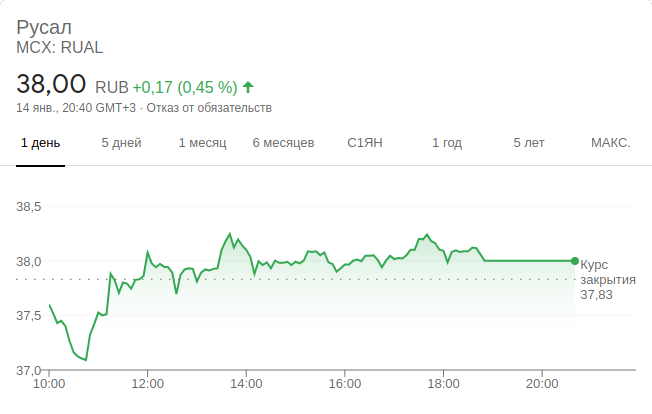 Русал
MCX: RUAL
38,00 RUB +0,17 (0,45 %)
14 янв., 20:40 GMT+3 · Отказ от обязательств
1 день 5 дней 1 месяц 6 месяцев С1ЯН 1 год 5 лет МАКС.
38,5
38,0
Курс
закрытия
37,83
37,5
37,0
10:00 12:00 14:00 16:00 18:00 20:00